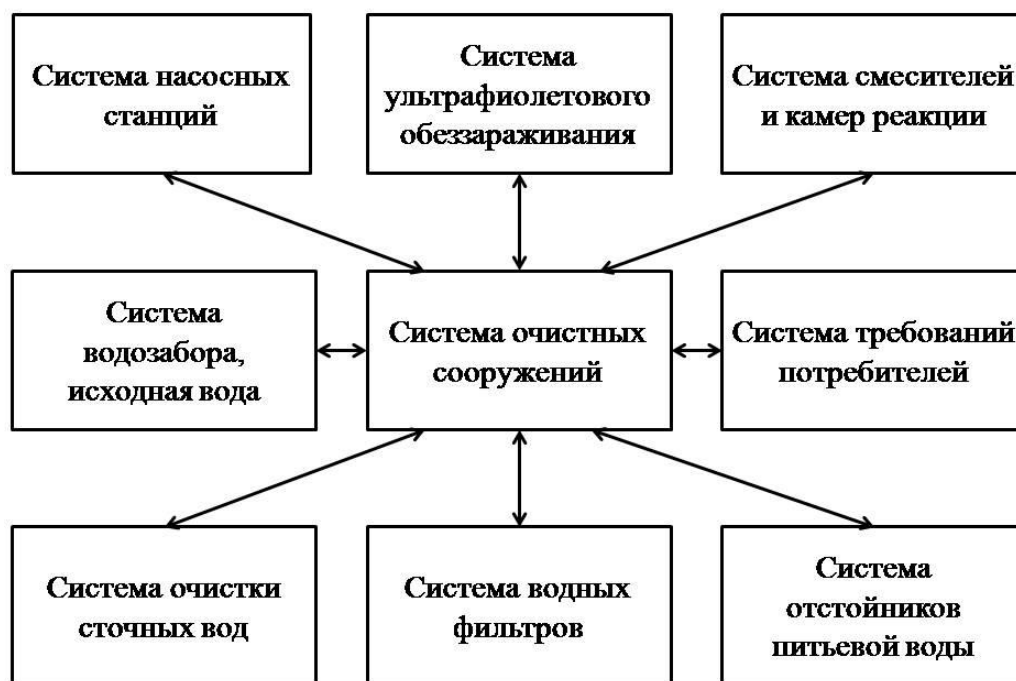 Система насосных
станций
Система
ультрафиолетового
обеззараживания
Система смесителей
и камер реакции
Система
водозабора,
исходная вода
Система очистных
сооружений
Система требований
потребителей
Система очистки
сточных вод
Система водных
фильтров
Система
отстойников
питьевой воды